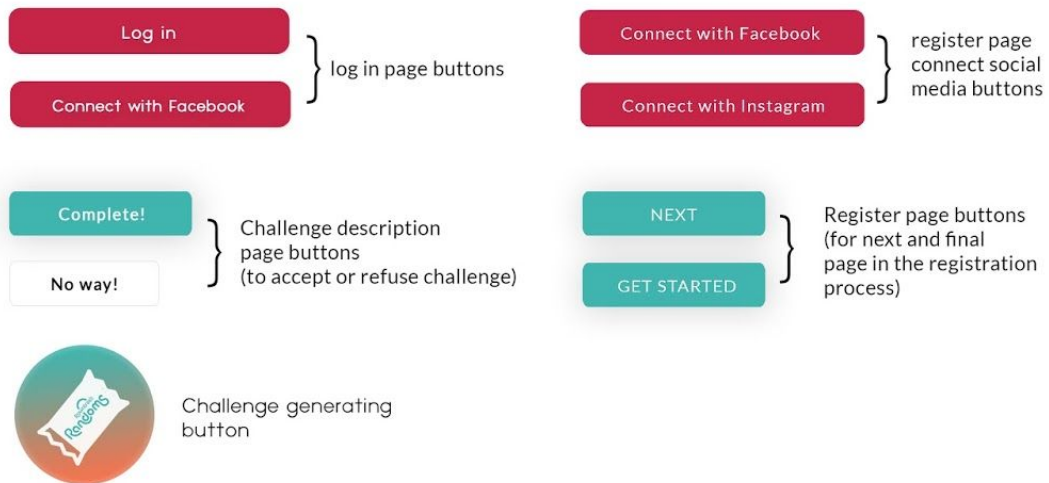 Log in
Connect with Facebook
log in page buttons
Connect with Facebook
Connect with Instagram
register page
connect social
media buttons
Complete!
No way!
Challenge description
page buttons
(to accept or refuse challenge)
NEXT
GET STARTED
Register page buttons
(for next and final
page in the registration
process)
Randoms
Challenge generating
button